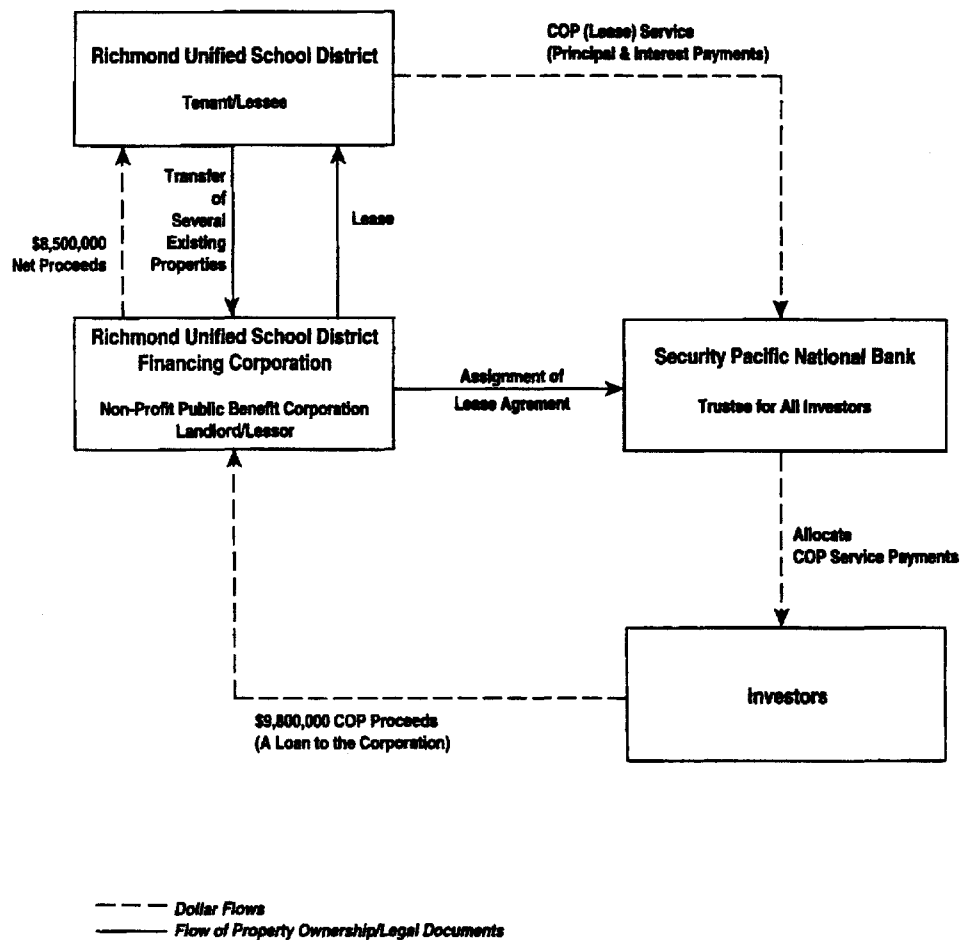 Richmond Unified School District
Tenant/Lessee
COP (Lease) Service
(Principal & Interest Payments)
$8,500,000
Net Proceeds
Transfer
of
Several
Existing
Properties
Lease
Richmond Unified School District
Financing Corporation
Non-Profit Public Benefit Corporation
Landlord/Lessor
Assignment of
Lease Agrement
Security Pacific National Bank
Trustee for All Investors
Allocate
COP Service Payments
Investors
$9,800,000 COP Proceeds
(A Loan to the Corporation)
Dollar Flows
Flow of Property Ownership/Legal Documents